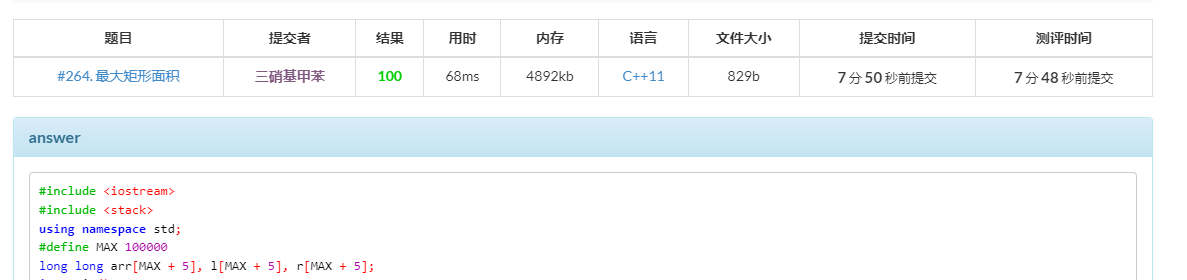 题目 提交者 结果 用时 内存 语言 文件大小 提交时间 测评时间
#264. 最大矩形面积 三硝基甲苯 100 68ms 4892kb C++11 829b 7 分 50 秒前提交 7 分 48 秒前提交
answer
#include <iostream>
#include <stack>
using namespace std;
#define MAX 100000
long long arr[MAX + 5], l[MAX + 5], r[MAX + 5];